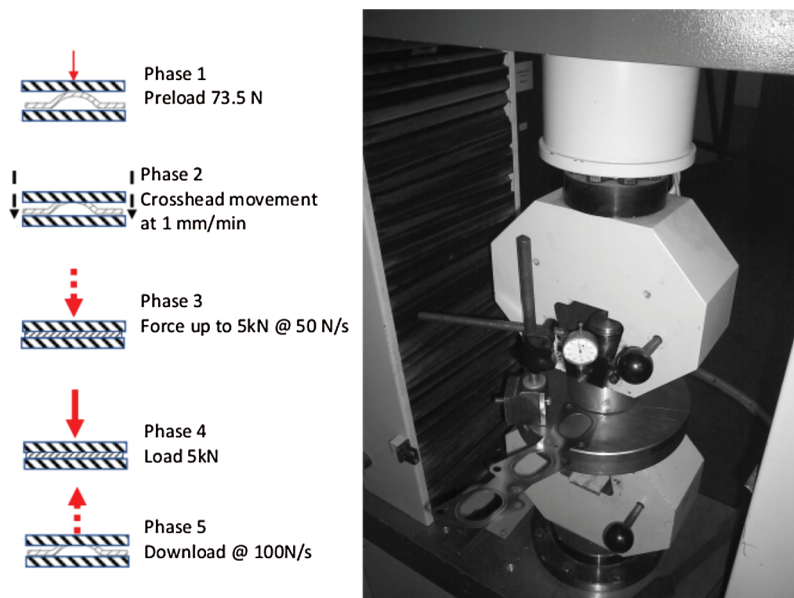 Phase 1
Preload 73.5 N
Phase 2
Crosshead movement
at 1 mm/min
Phase 3
Force up to 5kN @ 50 N/s
Phase 4
Load 5kN
Phase 5
Download @ 100N/s